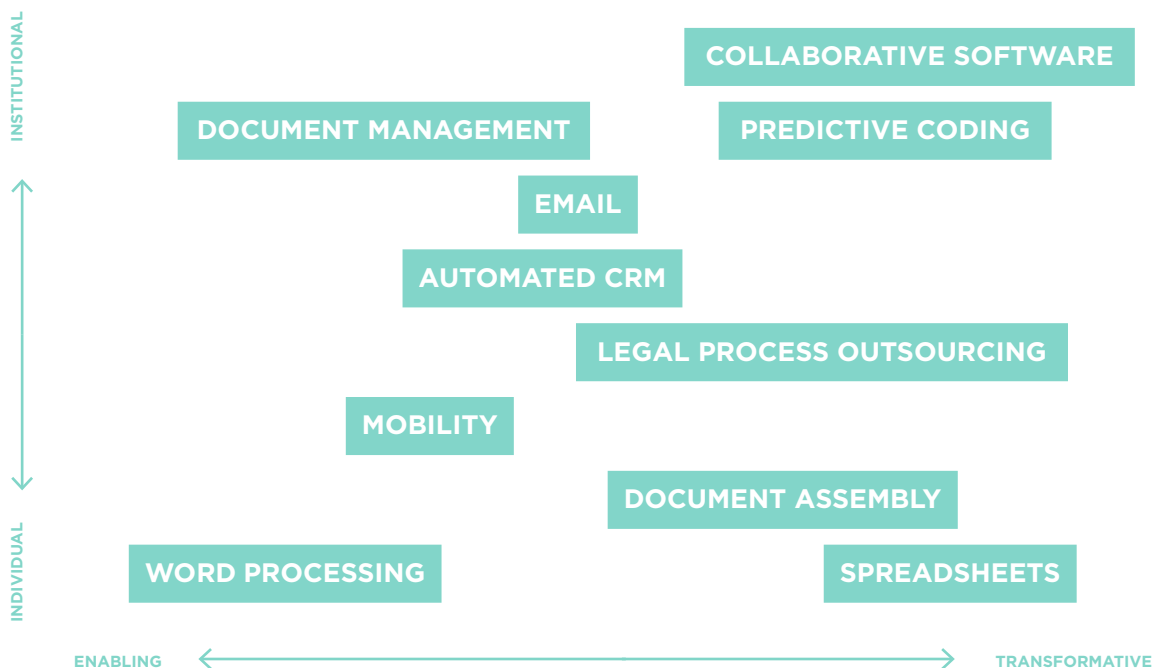 INSTITUTIONAL
COLLABORATIVE SOFTWARE
DOCUMENT MANAGEMENT
PREDICTIVE CODING
EMAIL
AUTOMATED CRM
LEGAL PROCESS OUTSOURCING
MOBILITY
DOCUMENT ASSEMBLY
INDIVIDUAL
WORD PROCESSING
SPREADSHEETS
ENABLING
TRANSFORMATIVE